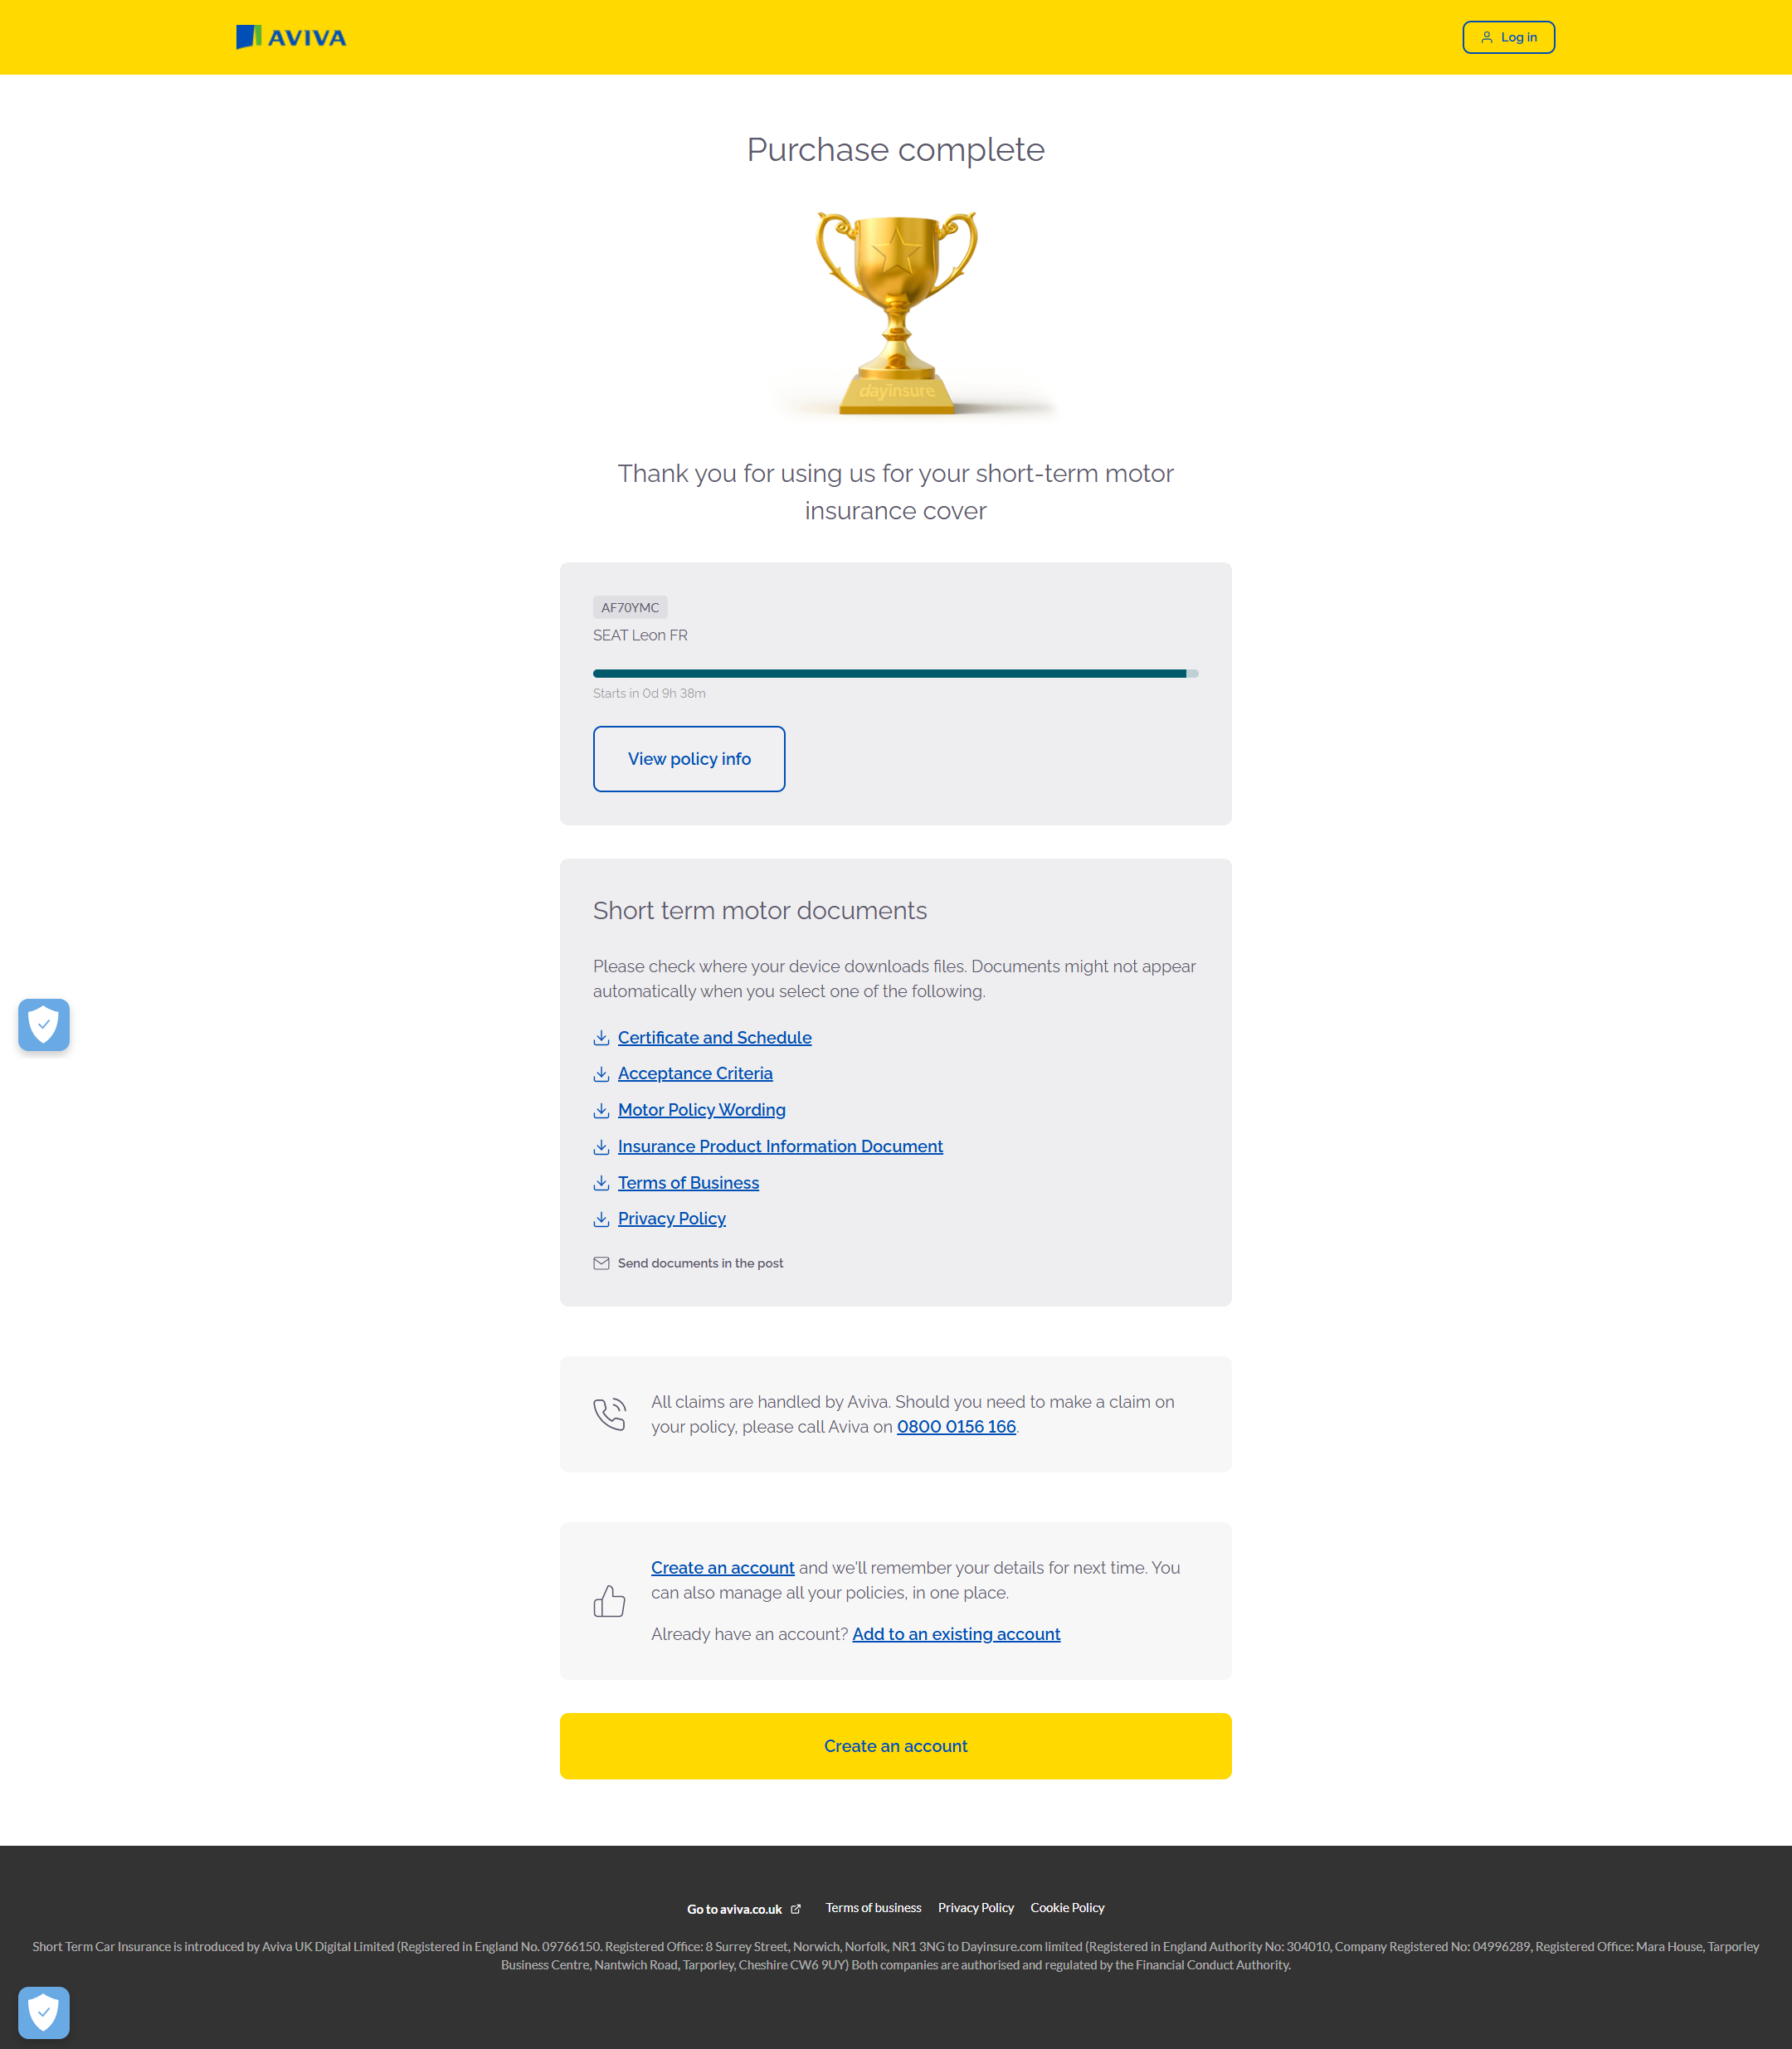 AVIVA
Log in
Purchase complete
dayinsure
Thank you for using us for your short-term motor
insurance cover
AF70YMC
SEAT Leon FR
Starts in 0d 9h 38m
View policy info
Short term motor documents
Please check where your device downloads files. Documents might not appear
automatically when you select one of the following.
Certificate and Schedule
Acceptance Criteria
Motor Policy Wording
Insurance Product Information Document
Terms of Business
Privacy Policy
Send documents in the post
All claims are handled by Aviva. Should you need to make a claim on
your policy, please call Aviva on 0800 0156 166.
Create an account and we'll remember your details for next time. You
can also manage all your policies, in one place.
Already have an account? Add to an existing account
Create an account
Go to aviva.co.uk Terms of business Privacy Policy Cookie Policy
Short Term Car Insurance is introduced by Aviva UK Digital Limited (Registered in England No. 09766150. Registered Office: 8 Surrey Street, Norwich, Norfolk, NR1 3NG to Dayinsure.com limited (Registered in England Authority No: 304010, Company Registered No: 04996289, Registered Office: Mara House, Tarporley
Business Centre, Nantwich Road, Tarporley, Cheshire CW6 9UY) Both companies are authorised and regulated by the Financial Conduct Authority.